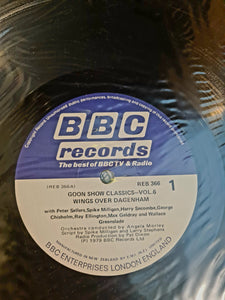 BBC
records
The best of BBC TV & Radio
(REB 366A)
REB 366
1
GOON SHOW CLASSICS—VOL.6
WINGS OVER DAGENHAM
with Peter Sellers, Spike Milligan, Harry Secombe, George
Chisholm, Ray Ellington, Max Geldray and Wallace
Greenslade
Orchestra conducted by Angela Morley
Script by Spike Milligan and Larry Stephens
Radio Production by Pat Dixon
℗ 1979 BBC Records Ltd
BBC ENTERPRISES LONDON ENGLAND